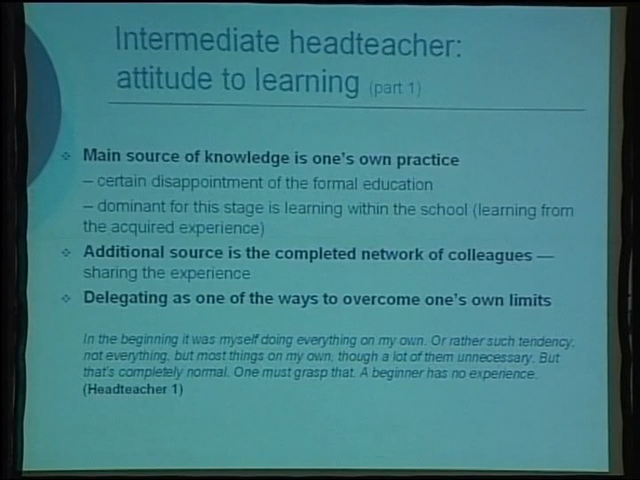 Intermediate headteacher:
attitude to learning (part 1)
Main source of knowledge is one's own practice
– certain disappointment of the formal education
– dominant for this stage is learning within the school (learning from
the acquired experience)
Additional source is the completed network of colleagues —
sharing the experience
Delegating as one of the ways to overcome one's own limits
In the beginning it was myself doing everything on my own. Or rather such tendency,
not everything, but most things on my own, though a lot of them unnecessary. But
that's completely normal. One must grasp that. A beginner has no experience.
(Headteacher 1)